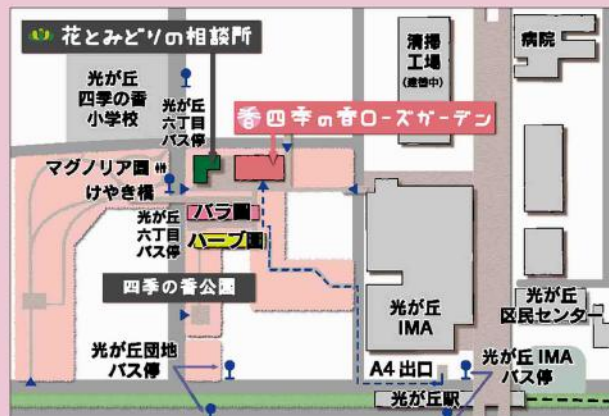 花とみどりの相談所
光が丘
四季の香
小学校
光が丘
六丁目
バス停
香四季の香ローズガーデン
清掃
工場
(建替中)
病院
マグノリア園
けやき橋
光が丘
六丁目
バス停
バラ園
ハーブ園
四季の香公園
光が丘
IMA
光が丘
区民センター
光が丘団地
バス停
A4出口
光が丘 IMA
バス停
光が丘駅